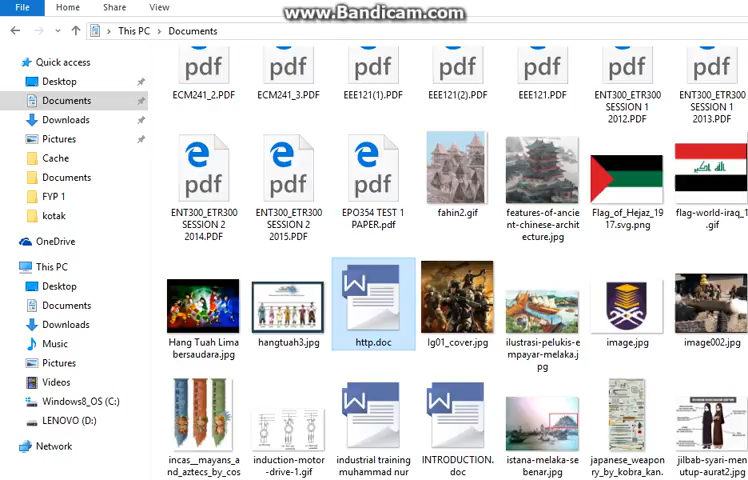 www.Bandicam.com
File Home Share View
This PC Documents
Quick access
Desktop
Documents
Downloads
Pictures
Cache
Documents
FYP 1
kotak
OneDrive
This PC
Desktop
Documents
Downloads
Music
Pictures
Videos
Windows8_OS (C:)
LENOVO (D:)
Network
pdf pdf pdf pdf pdf pdf pdf
ECM241_2.PDF ECM241_3.PDF EEE121(1).PDF EEE121(2).PDF EEE121.PDF ENT300_ETR300 ENT300_ETR300
SESSION 1 SESSION 1
2012.PDF 2013.PDF
pdf pdf pdf
ENT300_ETR300 ENT300_ETR300 EPO354 TEST 1 fahin2.gif features-of-ancie Flag_of_Hejaz_19 flag-world-iraq_1
SESSION 2 SESSION 2 PAPER.pdf nt-chinese-archit 17.svg.png .gif
2014.PDF 2015.PDF ecture.jpg
W
Hang Tuah Lima hangtuah3.jpg http.doc lg01_cover.jpg ilustrasi-pelukis-e image.jpg image002.jpg
bersaudara.jpg mpayar-melaka.j
pg
W W
incas__mayans_a induction-motor industrial training INTRODUCTION. istana-melaka-se japanese_weapon jilbab-syari-men
nd_aztecs_by_cos -drive-1.gif muhammad nur doc benar.jpg ry_by_kobra_kan. utup-aurat2.jpg